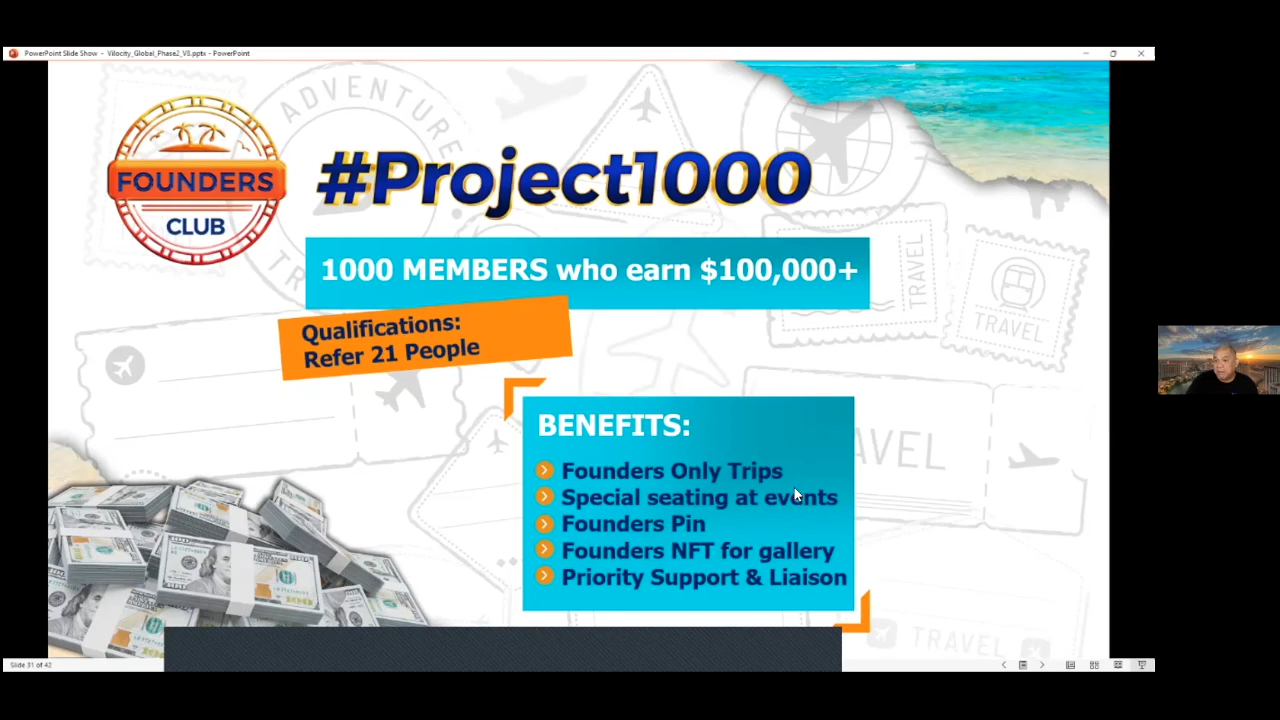 PowerPoint Slide Show - Vilocity_Global_Phase2_V8.pptx - PowerPoint
ADVENTURE
FOUNDERS
CLUB
#Project1000
1000 MEMBERS who earn $100,000+
TRAVEL
TRAVEL
Qualifications:
Refer 21 People
BENEFITS:
Founders Only Trips
Special seating at events
Founders Pin
Founders NFT for gallery
Priority Support & Liaison
TRAVEL
Slide 31 of 42